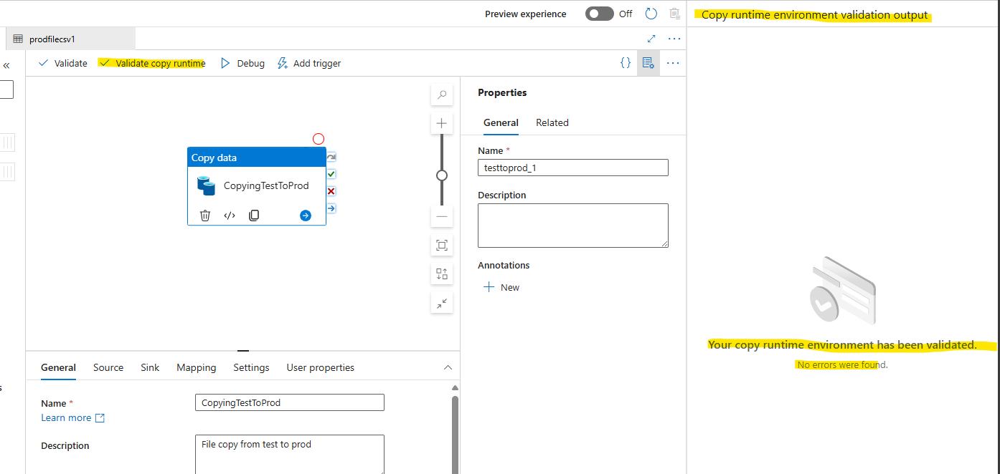 Preview experience Off Copy runtime environment validation output
prodfilecsv1
Validate Validate copy runtime Debug Add trigger
Properties
General Related
Name *
testtoprod_1
Description
Annotations
New
Copy data
CopyingTestToProd
Your copy runtime environment has been validated.
No errors were found.
General Source Sink Mapping Settings User properties
Name * CopyingTestToProd
Learn more
Description File copy from test to prod
s